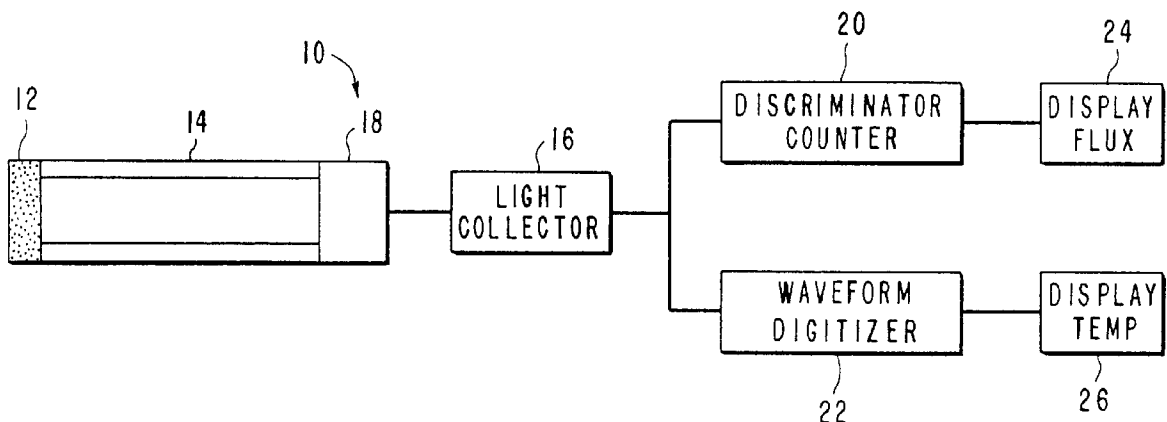 10
12
14
18
16
LIGHT
COLLECTOR
20
DISCRIMINATOR
COUNTER
24
DISPLAY
FLUX
WAVEFORM
DIGITIZER
22
DISPLAY
TEMP
26